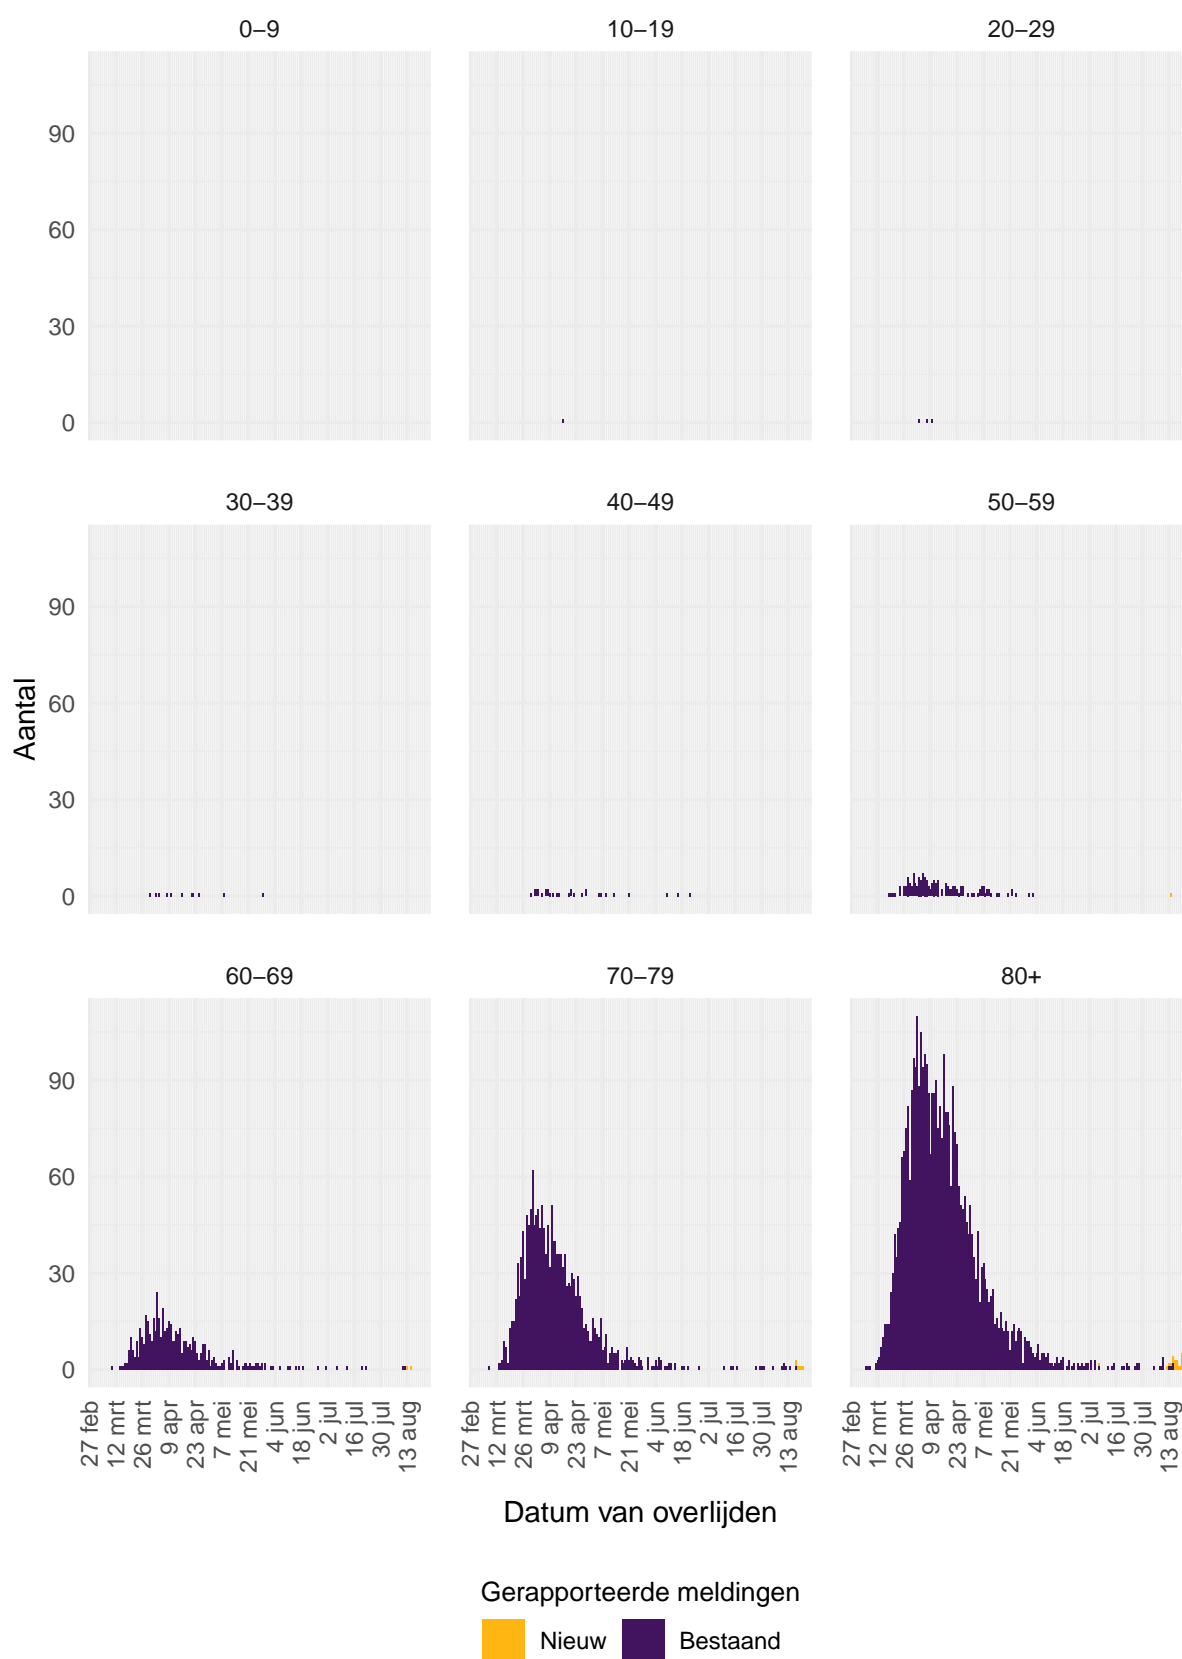 0–9 10–19 20–29
90
60
30
0
30–39 40–49 50–59
90
60
30
0
Aantal
60–69 70–79 80+
90
60
30
0
27 feb 12 mrt 26 mrt 9 apr 23 apr 7 mei 21 mei 4 jun 18 jun 2 jul 16 jul 30 jul 13 aug 27 feb 12 mrt 26 mrt 9 apr 23 apr 7 mei 21 mei 4 jun 18 jun 2 jul 16 jul 30 jul 13 aug 27 feb 12 mrt 26 mrt 9 apr 23 apr 7 mei 21 mei 4 jun 18 jun 2 jul 16 jul 30 jul 13 aug
Datum van overlijden
Gerapporteerde meldingen
Nieuw Bestaand